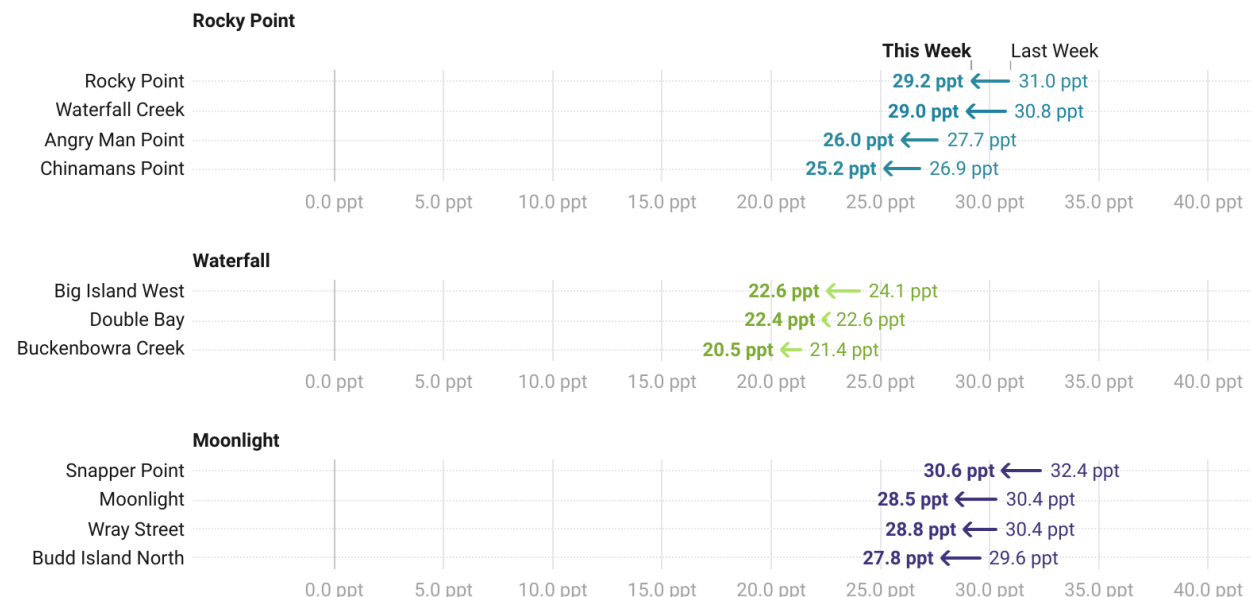 Rocky Point
This Week Last Week
Rocky Point 29.2 ppt 31.0 ppt
Waterfall Creek 29.0 ppt 30.8 ppt
Angry Man Point 26.0 ppt 27.7 ppt
Chinamans Point 25.2 ppt 26.9 ppt
0.0 ppt 5.0 ppt 10.0 ppt 15.0 ppt 20.0 ppt 25.0 ppt 30.0 ppt 35.0 ppt 40.0 ppt
Waterfall
Big Island West 22.6 ppt 24.1 ppt
Double Bay 22.4 ppt 22.6 ppt
Buckenbowra Creek 20.5 ppt 21.4 ppt
0.0 ppt 5.0 ppt 10.0 ppt 15.0 ppt 20.0 ppt 25.0 ppt 30.0 ppt 35.0 ppt 40.0 ppt
Moonlight
Snapper Point 30.6 ppt 32.4 ppt
Moonlight 28.5 ppt 30.4 ppt
Wray Street 28.8 ppt 30.4 ppt
Budd Island North 27.8 ppt 29.6 ppt
0.0 ppt 5.0 ppt 10.0 ppt 15.0 ppt 20.0 ppt 25.0 ppt 30.0 ppt 35.0 ppt 40.0 ppt